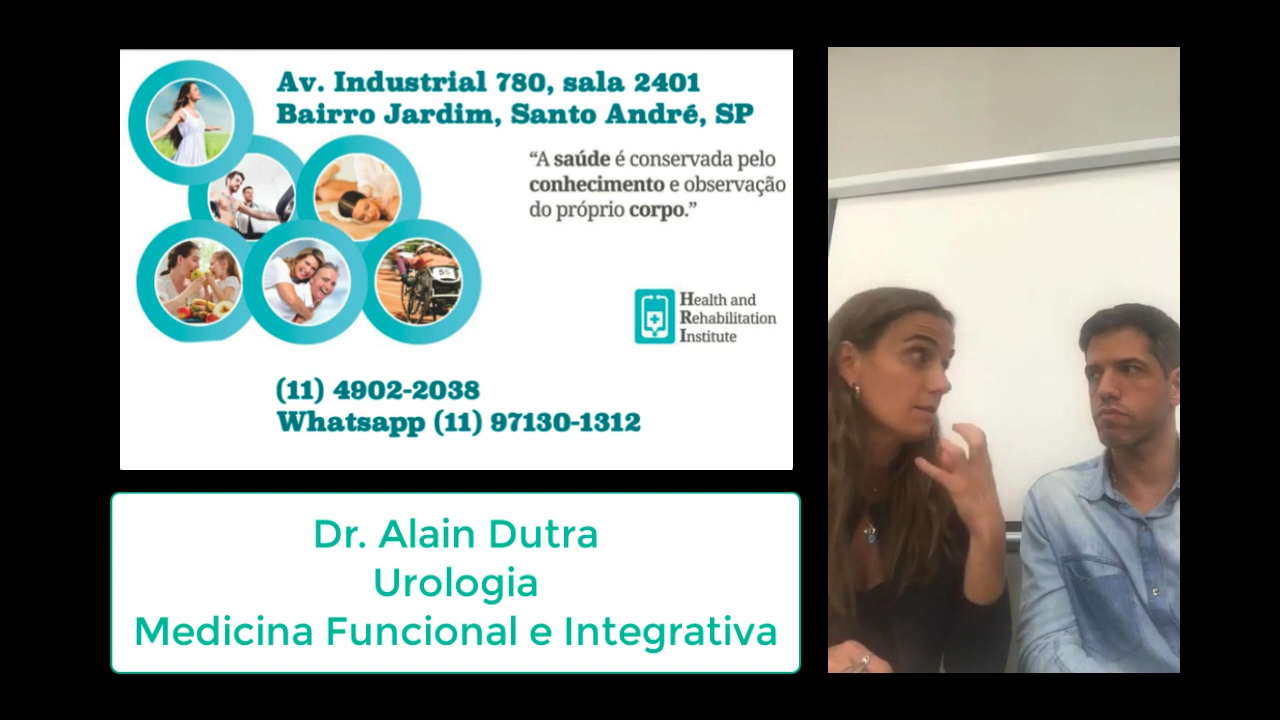 Av. Industrial 780, sala 2401
Bairro Jardim, Santo André, SP
“A saúde é conservada pelo
conhecimento e observação
do próprio corpo.”
Health and
Rehabilitation
Institute
(11) 4902-2038
Whatsapp (11) 97130-1312
Dr. Alain Dutra
Urologia
Medicina Funcional e Integrativa